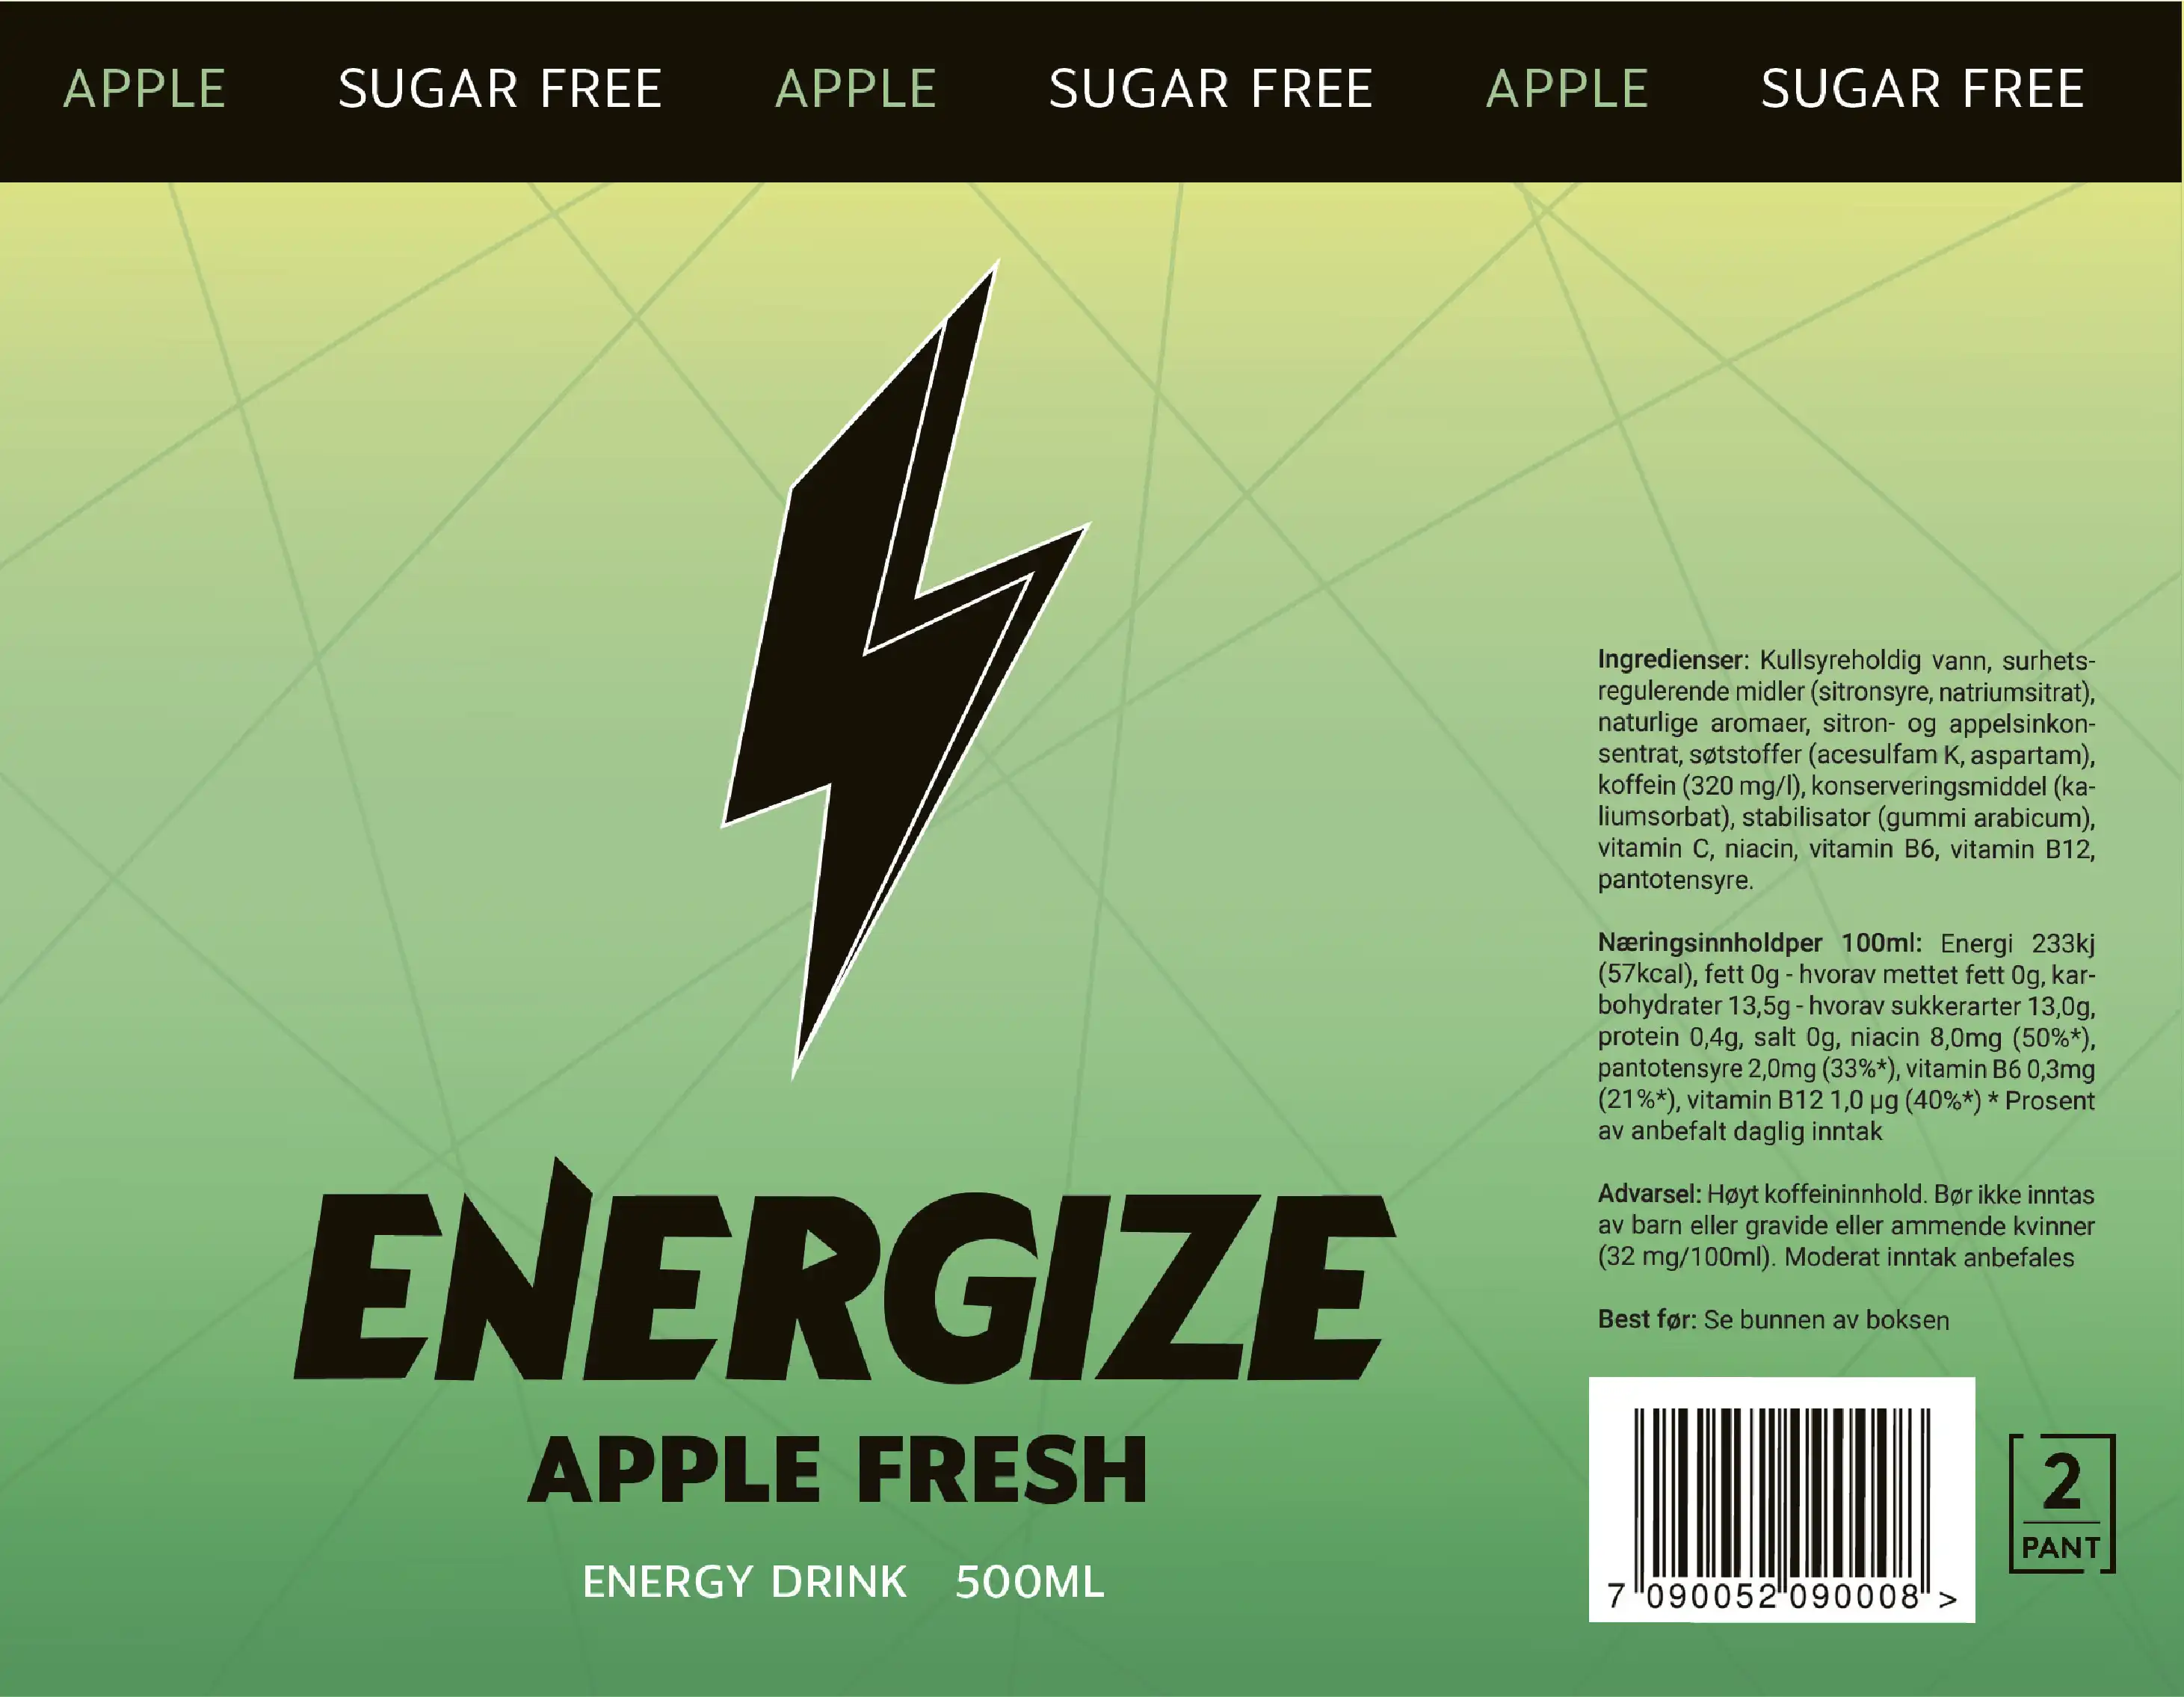 APPLE SUGAR FREE APPLE SUGAR FREE APPLE SUGAR FREE
ENERGIZE
APPLE FRESH
ENERGY DRINK 500ML
Ingredienser: Kullsyreholdig vann, surhets-
regulerende midler (sitronsyre, natriumsitrat),
naturlige aromaer, sitron- og appelsinkon-
sentrat, søtstoffer (acesulfam K, aspartam),
koffein (320 mg/l), konserveringsmiddel (ka-
liumsorbat), stabilisator (gummi arabicum),
vitamin C, niacin, vitamin B6, vitamin B12,
pantotensyre.
Næringsinnholdper 100ml: Energi 233kj
(57kcal), fett 0g - hvorav mettet fett 0g, kar-
bohydrater 13,5g - hvorav sukkerarter 13,0g,
protein 0,4g, salt 0g, niacin 8,0mg (50%*),
pantotensyre 2,0mg (33%*), vitamin B6 0,3mg
(21%*), vitamin B12 1,0 µg (40%*) * Prosent
av anbefalt daglig inntak
Advarsel: Høyt koffeininnhold. Bør ikke inntas
av barn eller gravide eller ammende kvinner
(32 mg/100ml). Moderat inntak anbefales
Best før: Se bunnen av boksen
7 090052 090008 >
2
PANT